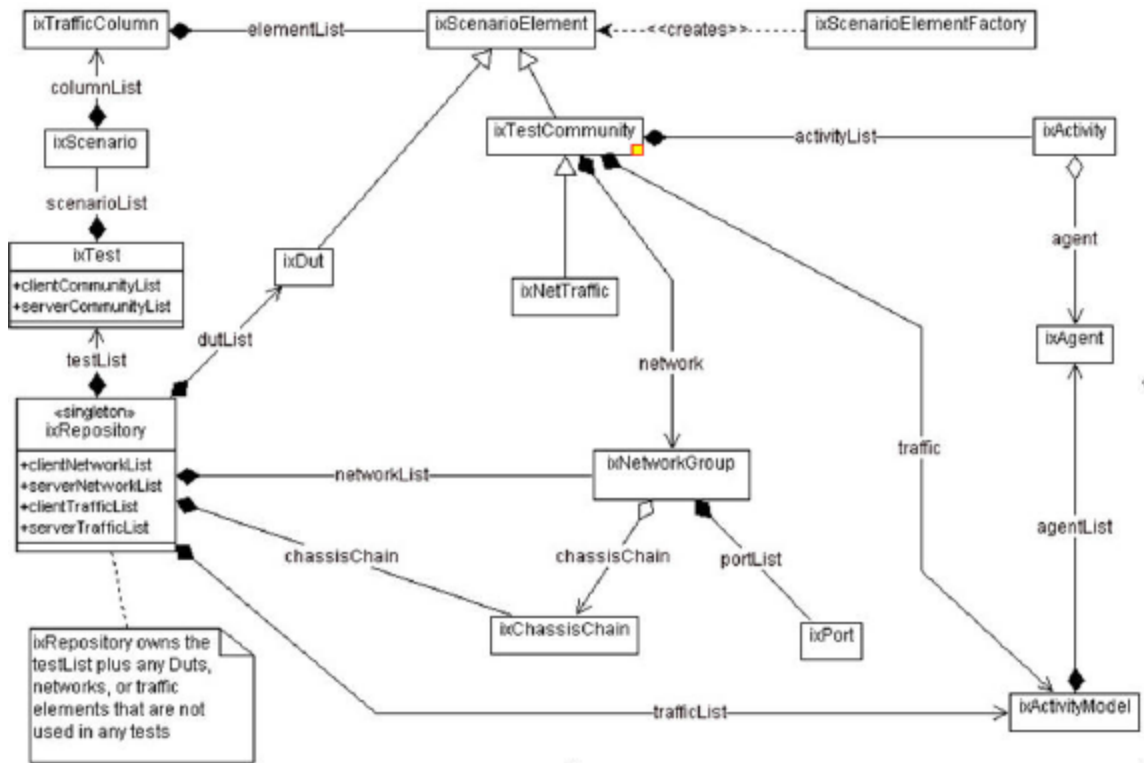 ixTrafficColumn
elementList
ixScenarioElement
<<creates>>
ixScenarioElementFactory
columnList
ixScenario
ixTestCommunity
activityList
ixActivity
scenarioList
ixTest
+clientCommunityList
+serverCommunityList
ixDut
ixNetTraffic
agent
testList
dutList
ixAgent
network
«singleton»
ixRepository
+clientNetworkList
+serverNetworkList
+clientTrafficList
+serverTrafficList
networkList
ixNetworkGroup
traffic
chassisChain
chassisChain
portList
agentList
ixChassisChain
ixPort
ixRepository owns the
testList plus any Duts,
networks, or traffic
elements that are not
used in any tests
trafficList
ixActivityModel